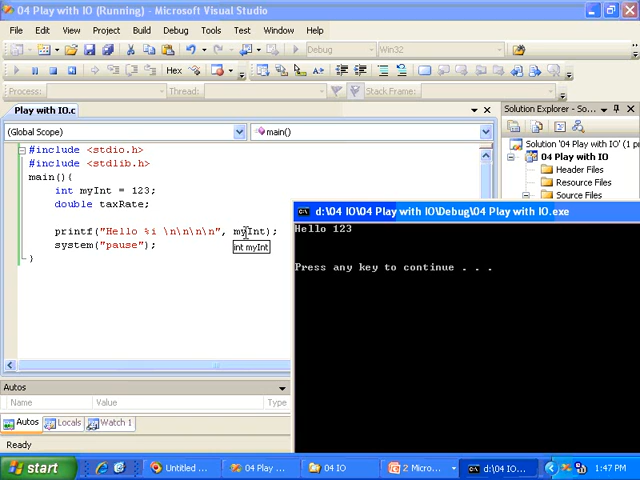 04 Play with IO (Running) - Microsoft Visual Studio
File Edit View Project Build Debug Tools Test Window Help
Debug Win32
Hex
Process: Thread: Stack Frame:
Play with IO.c
(Global Scope) main()
#include <stdio.h>
#include <stdlib.h>
main(){
int myInt = 123;
double taxRate;
printf("Hello %i \n\n\n\n", myInt);
system("pause");
}
int myInt
Solution Explorer - Solution '04 Play with IO'
Solution '04 Play with IO'
04 Play with IO
Header Files
Resource Files
d:\04 IO\04 Play with IO\Debug\04 Play with IO.exe
Hello 123
Press any key to continue . . .
Autos
Name Value Type
Autos Locals Watch 1
Ready
start
Untitled ...
04 Play ...
04 IO
2 Micro...
d:\04 IO...
1:47 PM